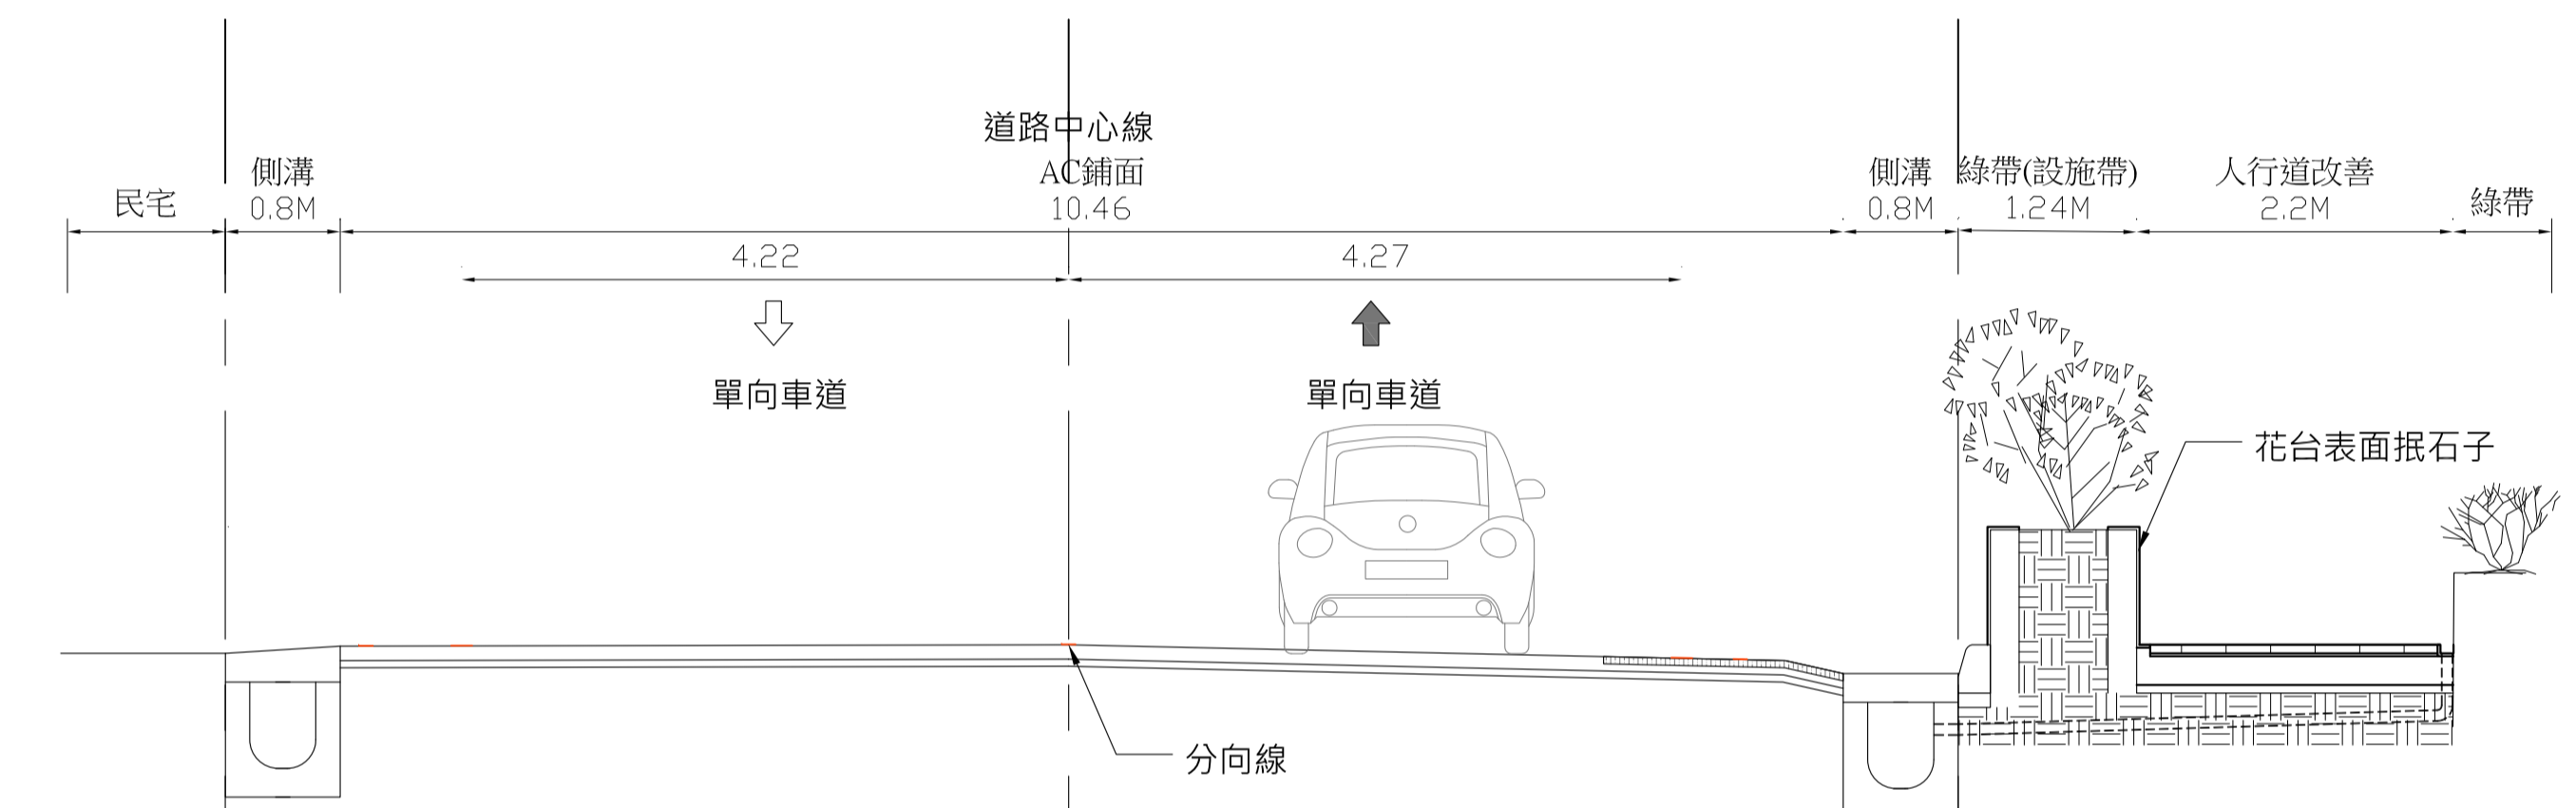 道路中心線
民宅
側溝
0.8M
AC鋪面
10.46
側溝
0.8M
綠帶(設施帶)
1.24M
人行道改善
2.2M
綠帶
4.22
4.27
單向車道
單向車道
花台表面抿石子
分向線